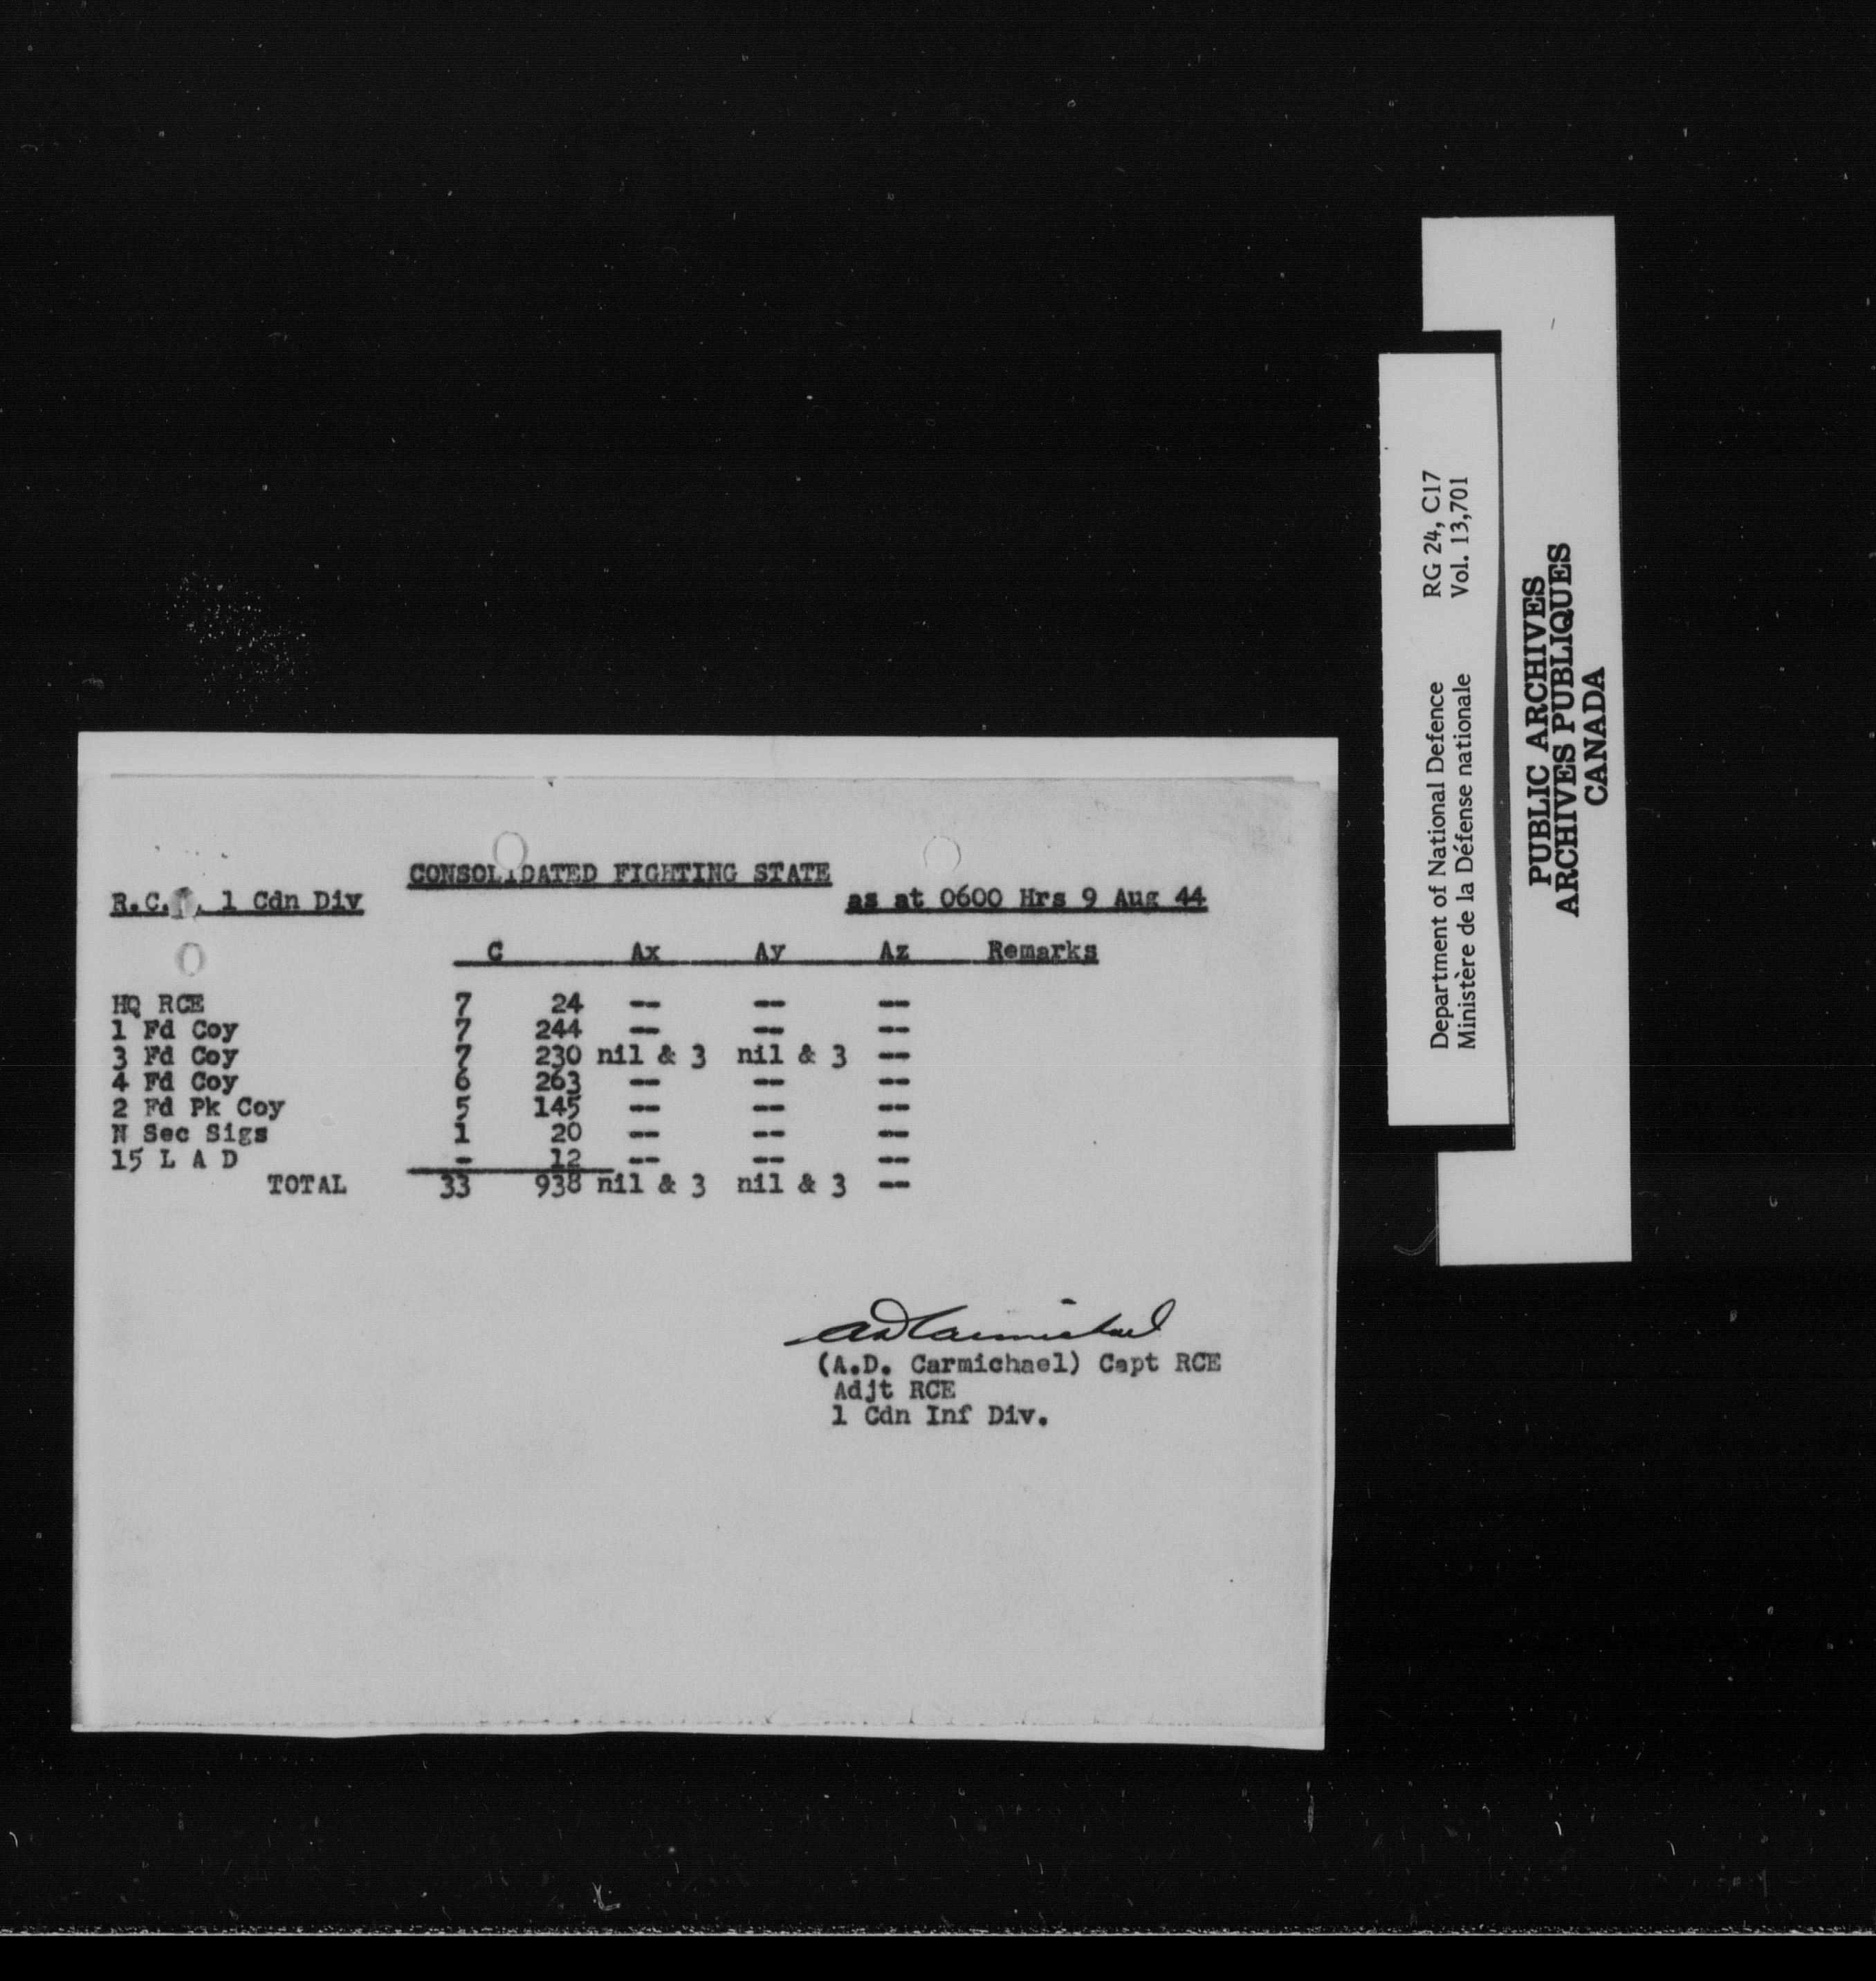 CONSOLIDATED FIGHTING STATE
R.C. . 1 Cdn Div as at 0600 Hrs 9 Aug 44
C Ax Ay Az Remarks
HQ RCE 7 24 -- -- --
1 Fd Coy 7 244 -- -- --
3 Fd Coy 7 230 nil & 3 nil & 3 --
4 Fd Coy 6 263 -- -- --
2 Fd Pk Coy 5 145 -- -- --
N Sec Sigs 1 20 -- -- --
15 L A D - 12 -- -- --
TOTAL 33 938 nil & 3 nil & 3 --
AD Carmichael
(A.D. Carmichael) Capt RCE
Adjt RCE
1 Cdn Inf Div.
Department of National Defence RG 24, C17
Ministère de la Défense nationale Vol. 13,701
PUBLIC ARCHIVES
ARCHIVES PUBLIQUES
CANADA